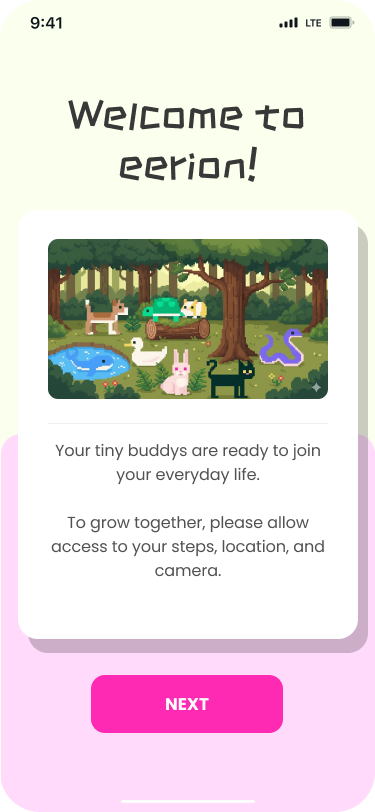 9:41
LTE
Welcome to
eerion!
Your tiny buddys are ready to join
your everyday life.
To grow together, please allow
access to your steps, location, and
camera.
NEXT